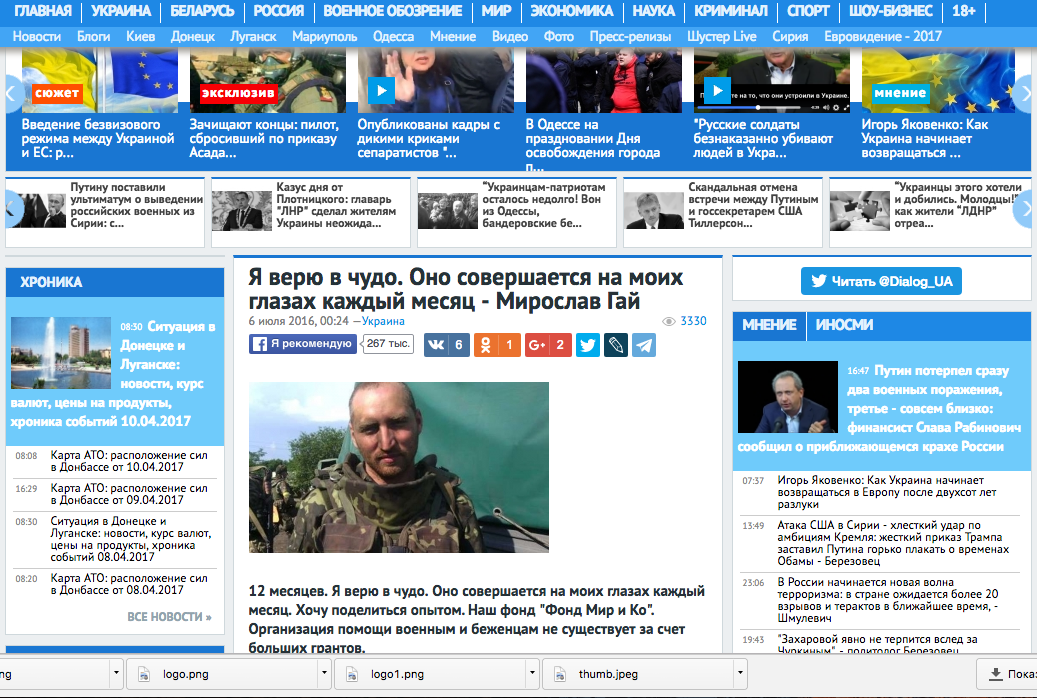 ГЛАВНАЯ УКРАИНА БЕЛАРУСЬ РОССИЯ ВОЕННОЕ ОБОЗРЕНИЕ МИР ЭКОНОМИКА НАУКА КРИМИНАЛ СПОРТ ШОУ-БИЗНЕС 18+
Новости Блоги Киев Донецк Луганск Мариуполь Одесса Мнение Видео Фото Пресс-релизы Шустер Live Сирия Евровидение - 2017
сюжет
Введение безвизового
режима между Украиной
и ЕС: р...
эксклюзив
Зачищают концы: пилот,
сбросивший по приказу
Асада...
Опубликованы кадры с
дикими криками
сепаратистов "...
В Одессе на
праздновании Дня
освобождения города
п...
те на то, что они устроили в Украине.
"Русские солдаты
безнаказанно убивают
людей в Укра...
мнение
Игорь Яковенко: Как
Украина начинает
возвращаться ...
Путину поставили
ультиматум о выведении
российских военных из
Сирии: с...
Казус дня от
Плотницкого: главарь
"ЛНР" сделал жителям
Украины неожида...
"Украинцам-патриотам
осталось недолго! Вон
из Одессы,
бандеровские бе...
Скандальная отмена
встречи между Путиным
и госсекретарем США
Тиллерсон...
"Украинцы этого хотели
и добились. Молодцы!"
как жители "ЛДНР"
отреа...
ХРОНИКА
08:30 Ситуация в
Донецке и
Луганске:
новости, курс
валют, цены на продукты,
хроника событий 10.04.2017
08:08 Карта АТО: расположение сил
в Донбассе от 10.04.2017
16:29 Карта АТО: расположение сил
в Донбассе от 09.04.2017
08:30 Ситуация в Донецке и
Луганске: новости, курс валют,
цены на продукты, хроника
событий 08.04.2017
08:20 Карта АТО: расположение сил
в Донбассе от 08.04.2017
ВСЕ НОВОСТИ »
Я верю в чудо. Оно совершается на моих
глазах каждый месяц - Мирослав Гай
6 июля 2016, 00:24 —Украина 3330
Я рекомендую 267 тыс. 6 1 G+ 2
12 месяцев. Я верю в чудо. Оно совершается на моих глазах каждый
месяц. Хочу поделиться опытом. Наш фонд "Фонд Мир и Ко".
Организация помощи военным и беженцам не существует за счет
больших грантов.
Читать @Dialog_UA
МНЕНИЕ ИНОСМИ
16:47 Путин потерпел сразу
два военных поражения,
третье - совсем близко:
финансист Слава Рабинович
сообщил о приближающемся крахе России
07:37 Игорь Яковенко: Как Украина начинает
возвращаться в Европу после двухсот лет
разлуки
13:49 Атака США в Сирии - хлесткий удар по
амбициям Кремля: жесткий приказ Трампа
заставил Путина горько плакать о временах
Обамы - Березовец
23:06 В России начинается новая волна
терроризма: в стране ожидается более 20
взрывов и терактов в ближайшее время, -
Шмулевич
19:43 "Захаровой явно не терпится вслед за
Чуркиным", - политолог Березовец
ng logo.png logo1.png thumb.jpeg Пока